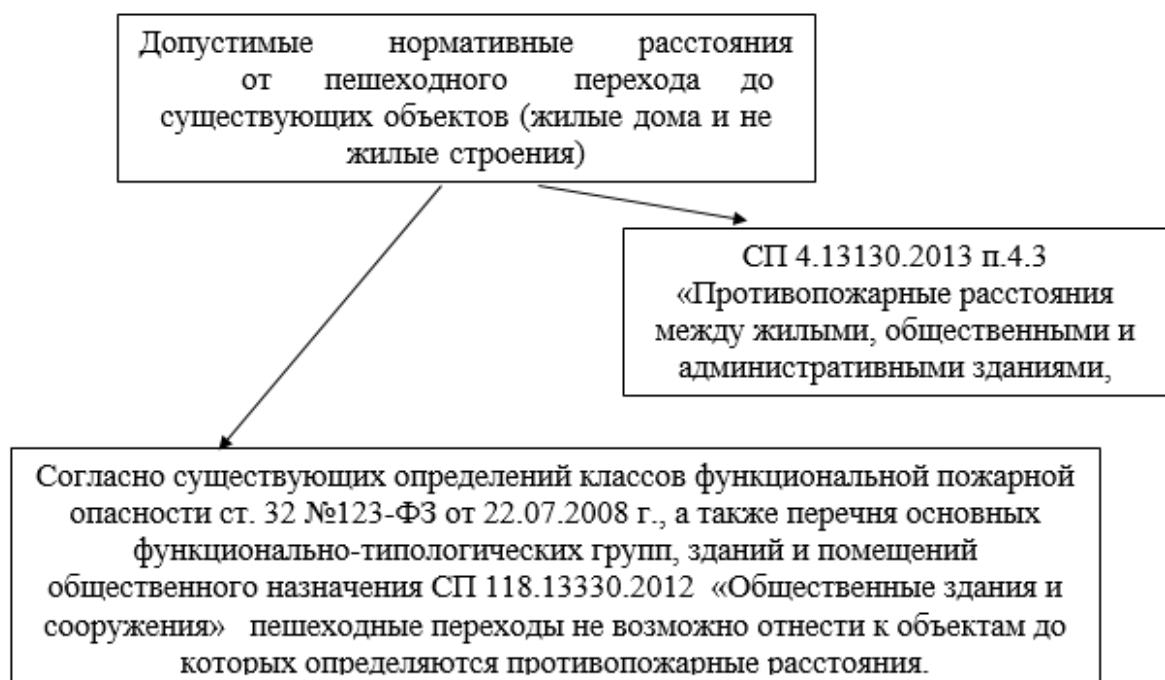 Допустимые нормативные расстояния
от пешеходного перехода до
существующих объектов (жилые дома и не
жилые строения)
СП 4.13130.2013 п.4.3
«Противопожарные расстояния
между жилыми, общественными и
административными зданиями,
Согласно существующих определений классов функциональной пожарной
опасности ст. 32 №123-ФЗ от 22.07.2008 г., а также перечня основных
функционально-типологических групп, зданий и помещений
общественного назначения СП 118.13330.2012 «Общественные здания и
сооружения» пешеходные переходы не возможно отнести к объектам до
которых определяются противопожарные расстояния.